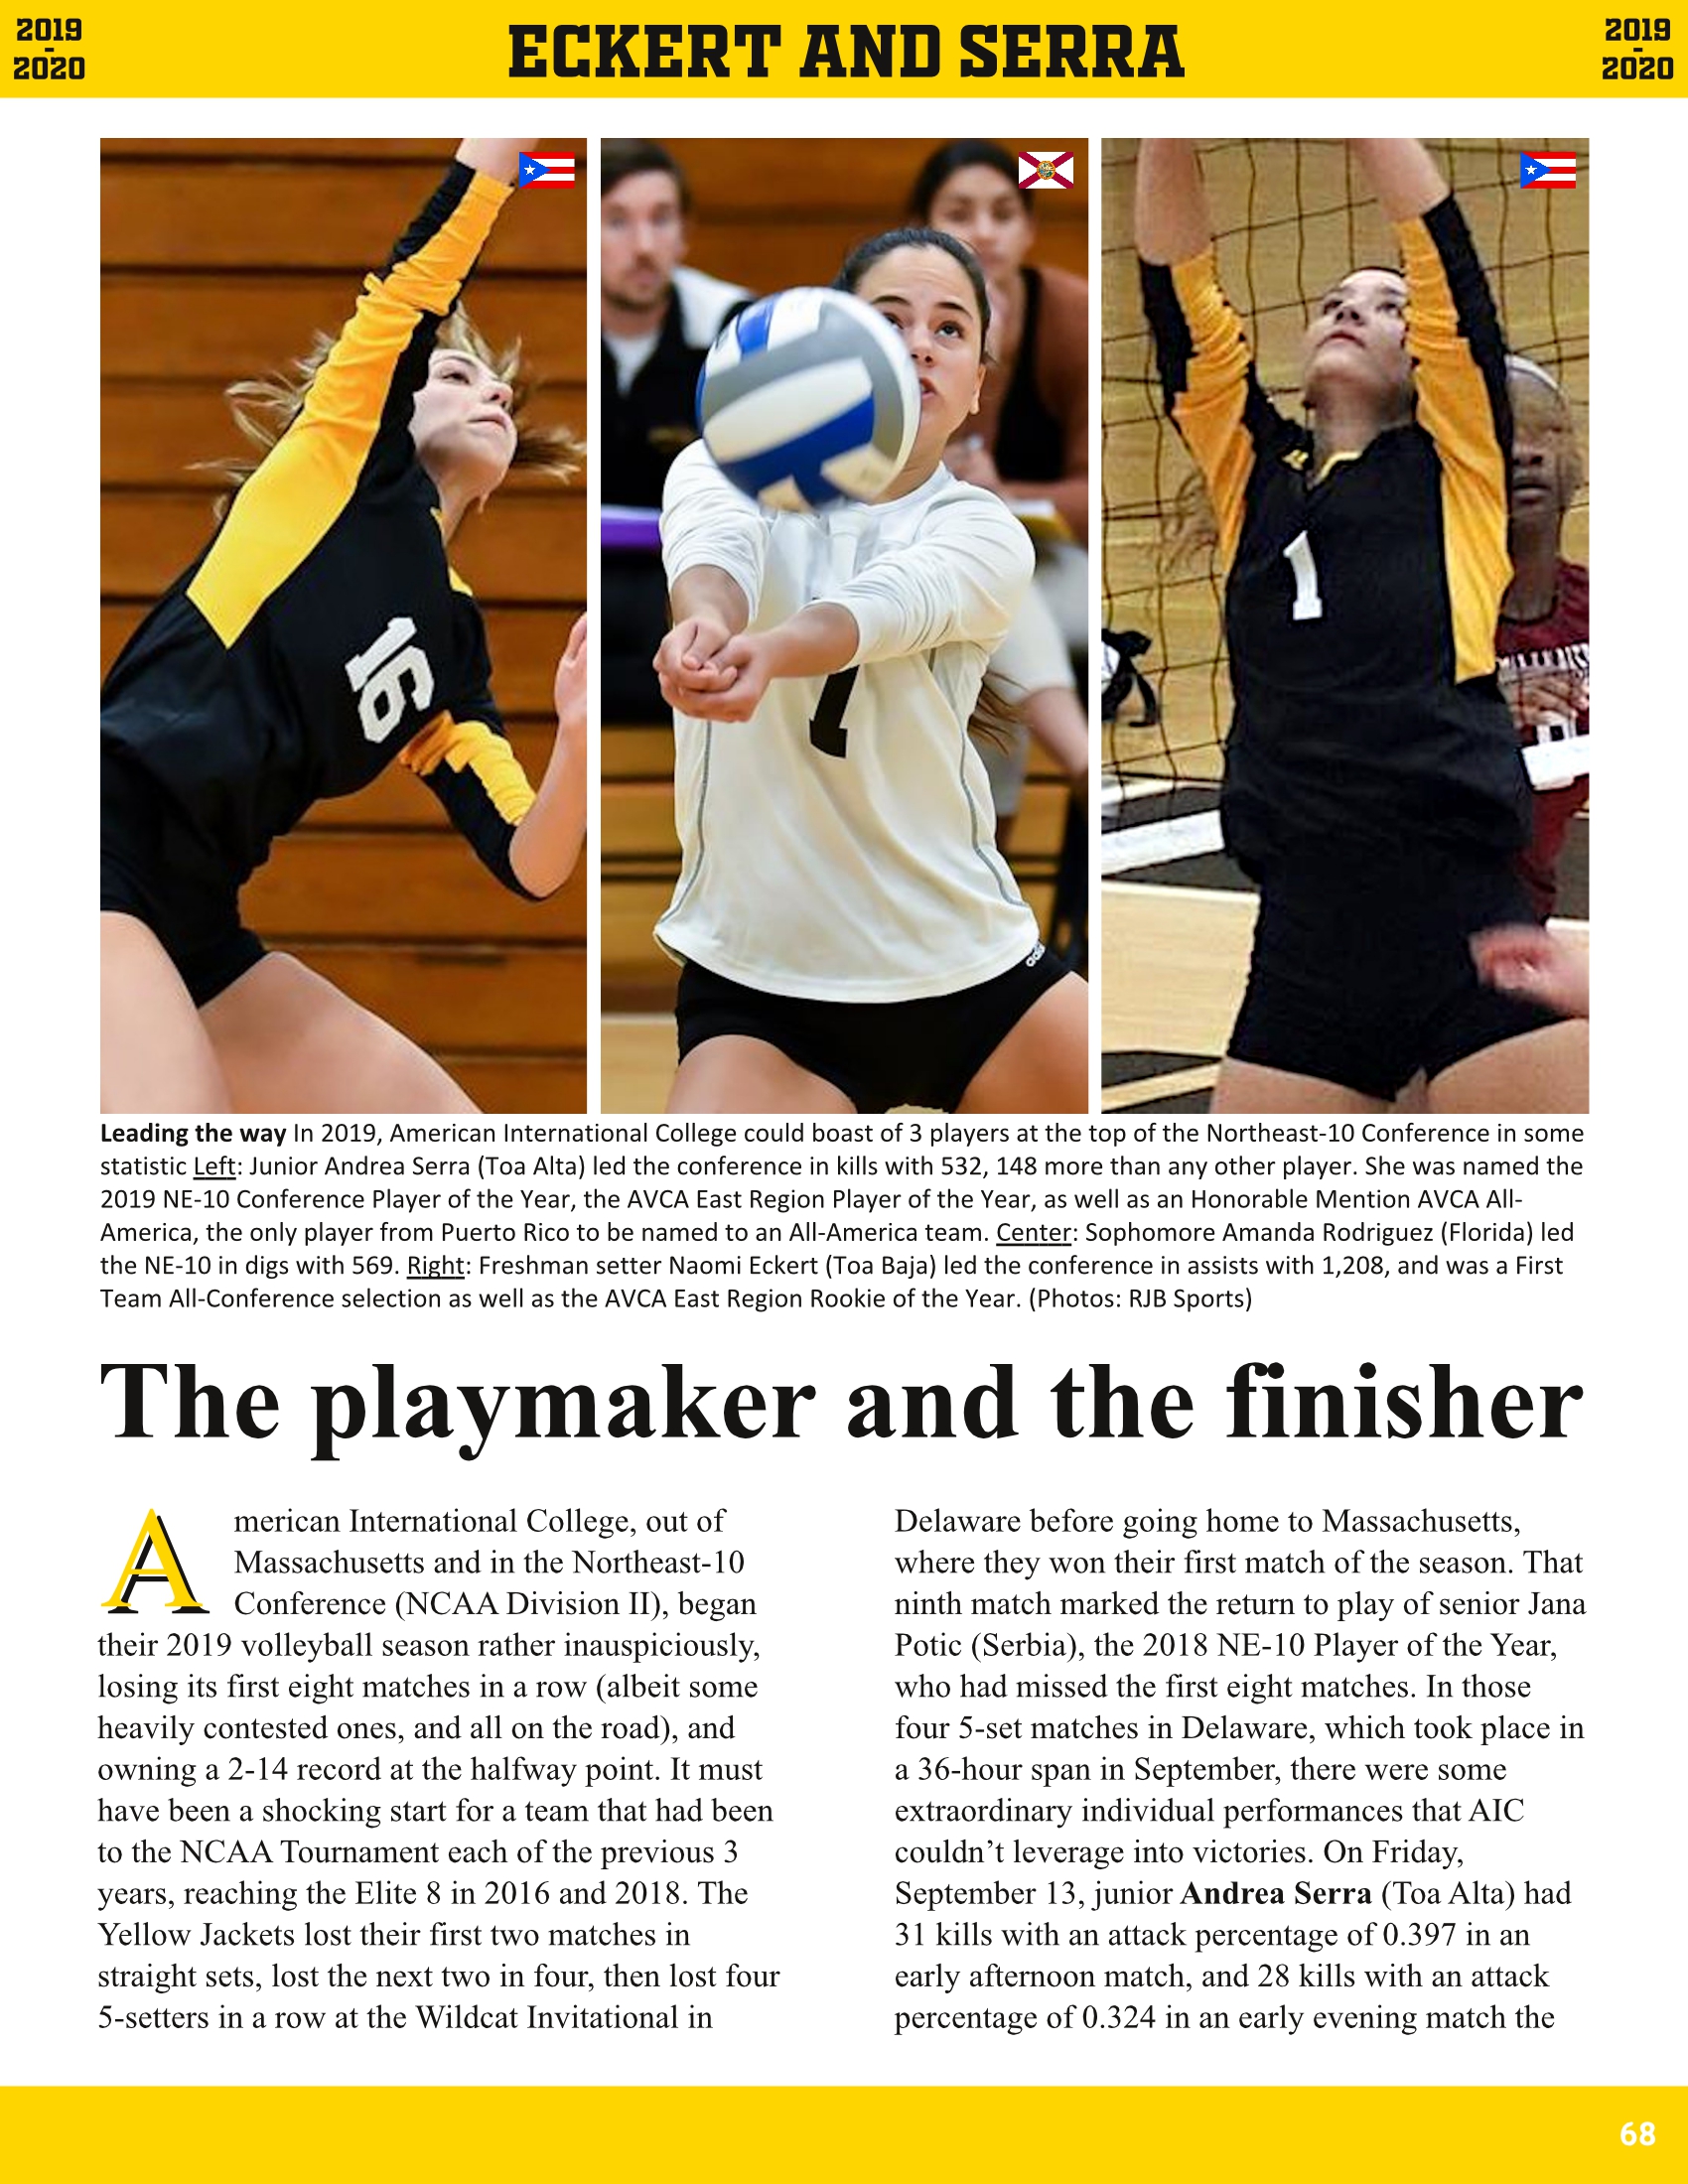 2019
-
2020
ECKERT AND SERRA
2019
-
2020
16
7
1
Leading the way In 2019, American International College could boast of 3 players at the top of the Northeast-10 Conference in some
statistic Left: Junior Andrea Serra (Toa Alta) led the conference in kills with 532, 148 more than any other player. She was named the
2019 NE-10 Conference Player of the Year, the AVCA East Region Player of the Year, as well as an Honorable Mention AVCA All-
America, the only player from Puerto Rico to be named to an All-America team. Center: Sophomore Amanda Rodriguez (Florida) led
the NE-10 in digs with 569. Right: Freshman setter Naomi Eckert (Toa Baja) led the conference in assists with 1,208, and was a First
Team All-Conference selection as well as the AVCA East Region Rookie of the Year. (Photos: RJB Sports)
The playmaker and the finisher
American International College, out of
Massachusetts and in the Northeast-10
Conference (NCAA Division II), began
their 2019 volleyball season rather inauspiciously,
losing its first eight matches in a row (albeit some
heavily contested ones, and all on the road), and
owning a 2-14 record at the halfway point. It must
have been a shocking start for a team that had been
to the NCAA Tournament each of the previous 3
years, reaching the Elite 8 in 2016 and 2018. The
Yellow Jackets lost their first two matches in
straight sets, lost the next two in four, then lost four
5-setters in a row at the Wildcat Invitational in
Delaware before going home to Massachusetts,
where they won their first match of the season. That
ninth match marked the return to play of senior Jana
Potic (Serbia), the 2018 NE-10 Player of the Year,
who had missed the first eight matches. In those
four 5-set matches in Delaware, which took place in
a 36-hour span in September, there were some
extraordinary individual performances that AIC
couldn’t leverage into victories. On Friday,
September 13, junior Andrea Serra (Toa Alta) had
31 kills with an attack percentage of 0.397 in an
early afternoon match, and 28 kills with an attack
percentage of 0.324 in an early evening match the
68